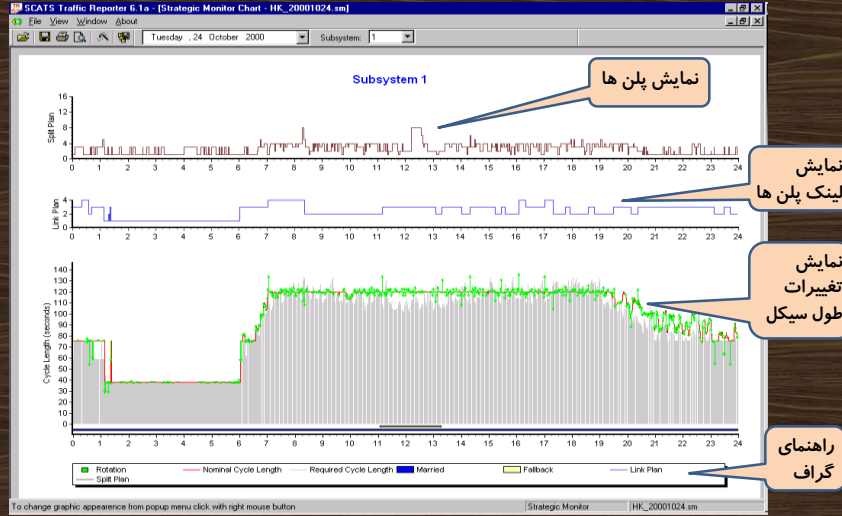 SCATS Traffic Reporter 6.1a - [Strategic Monitor Chart - HK_20001024.sm]
File View Window About
Tuesday , 24 October 2000 Subsystem: 1
Subsystem 1
نمایش پلن ها
Split Plan
16
12
8
4
0
0 1 2 3 4 5 6 7 8 9 10 11 12 13 14 15 16 17 18 19 20 21 22 23 24
نمایش
لینک پلن ها
Link Plan
4
2
0
0 1 2 3 4 5 6 7 8 9 10 11 12 13 14 15 16 17 18 19 20 21 22 23 24
نمایش
تغییرات
طول سیکل
Cycle Length (seconds)
140
130
120
110
100
90
80
70
60
50
40
30
20
10
0
0 1 2 3 4 5 6 7 8 9 10 11 12 13 14 15 16 17 18 19 20 21 22 23 24
راهنمای
گراف
Rotation Nominal Cycle Length Required Cycle Length Married Fallback Link Plan
Split Plan
To change graphic appearence from popup menu click with right mouse button Strategic Monitor HK_20001024.sm